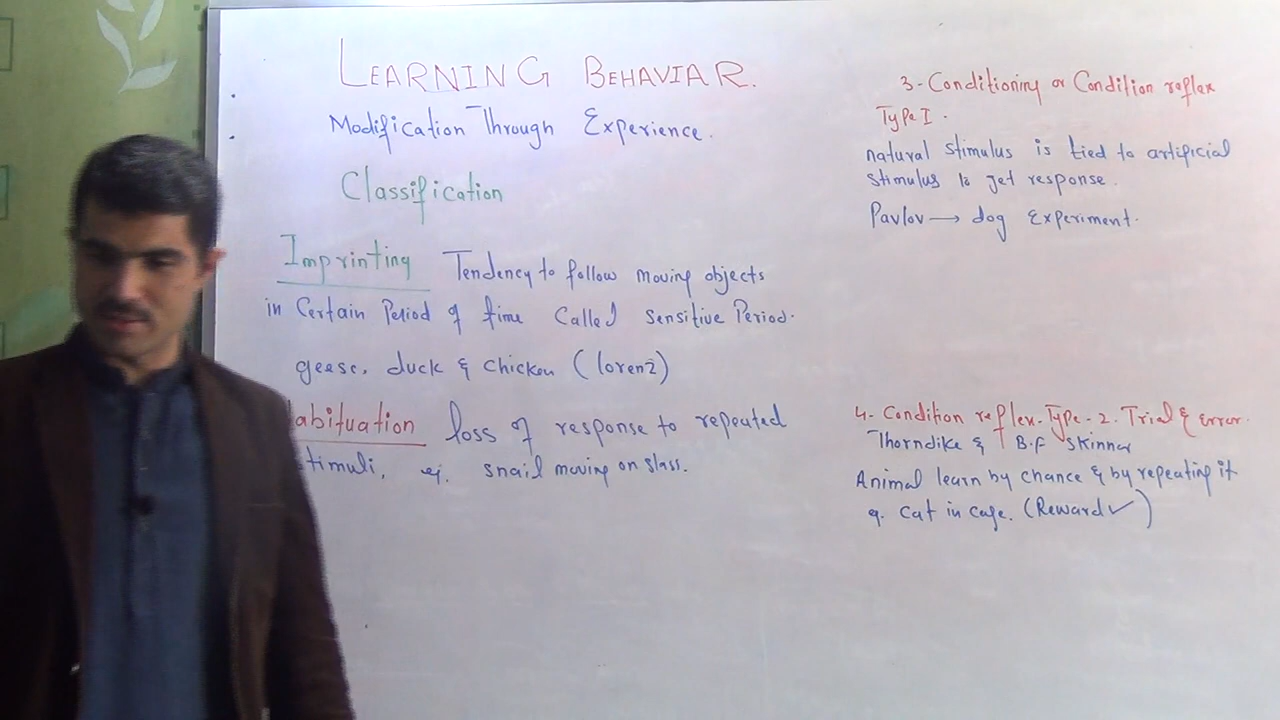 LEARNING BEHAVIAR.
Modification Through Experience.
Classification
Imprinting Tendency to follow moving objects
in Certain Period of time Called Sensitive Period.
geese, duck & chicken (lorenz)
abituation loss of response to repeated
timuli, eg. snail moving on glass.
3- Conditioning or Condition reflex
Type I.
natural stimulus is tied to artificial
stimulus to get response.
Pavlov → dog Experiment.
4- Condition reflex-Type-2. Trial & error.
Thorndike & B.f Skinner
Animal learn by chance & by repeating it
eg. Cat in cage. (Reward ✓)